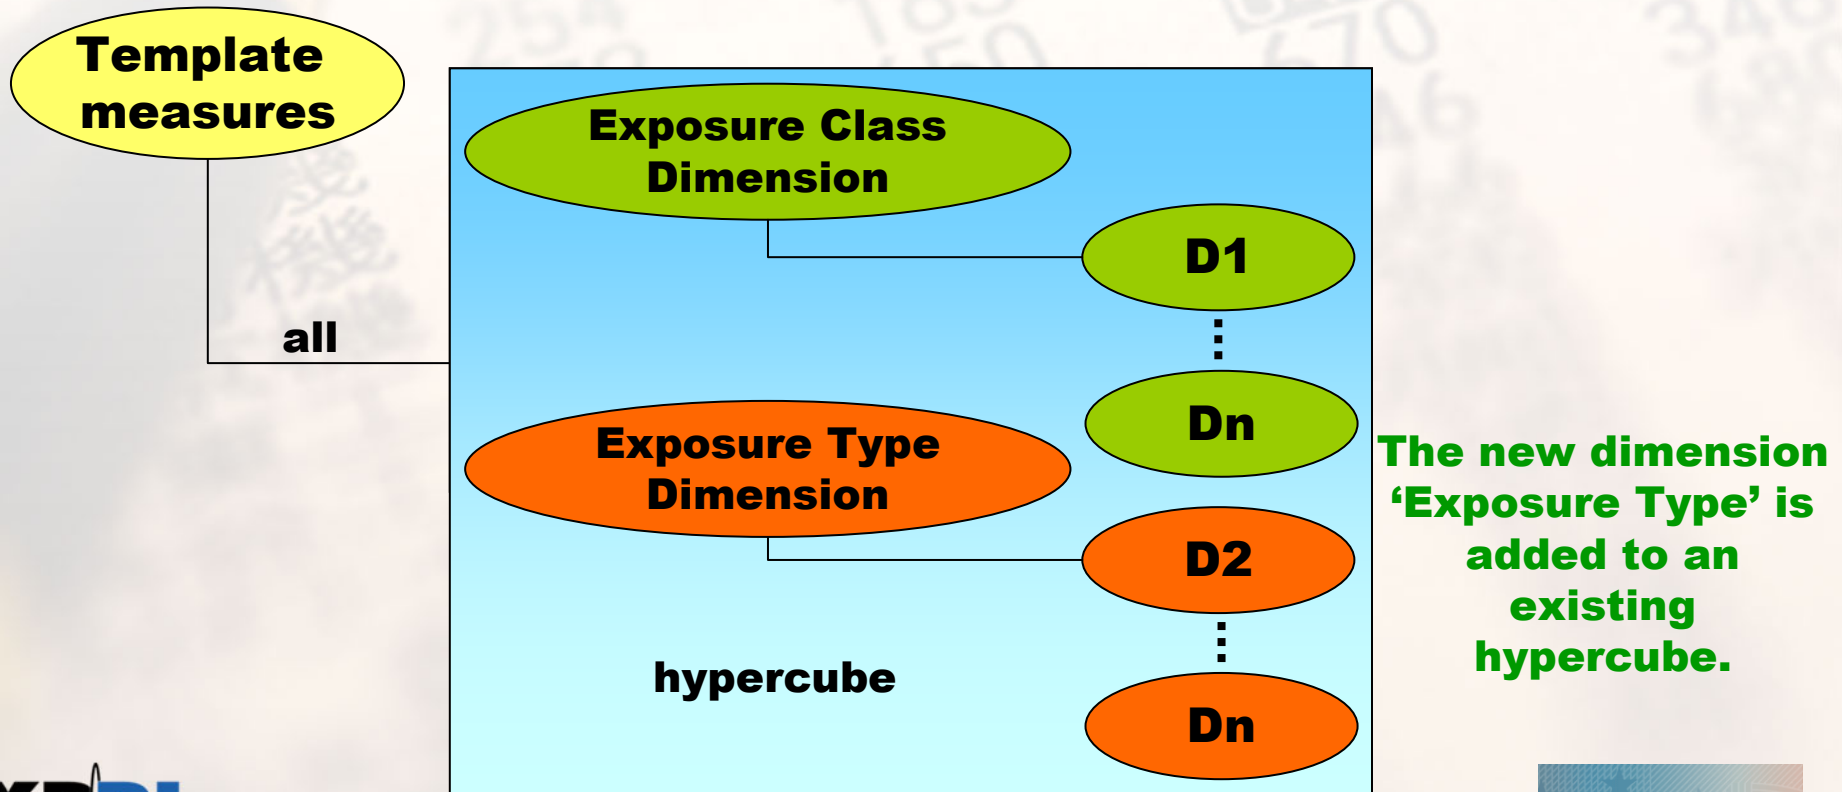 Template
measures
Exposure Class
Dimension
D1
⋮
Dn
all
Exposure Type
Dimension
D2
⋮
Dn
hypercube
The new dimension
‘Exposure Type’ is
added to an
existing
hypercube.